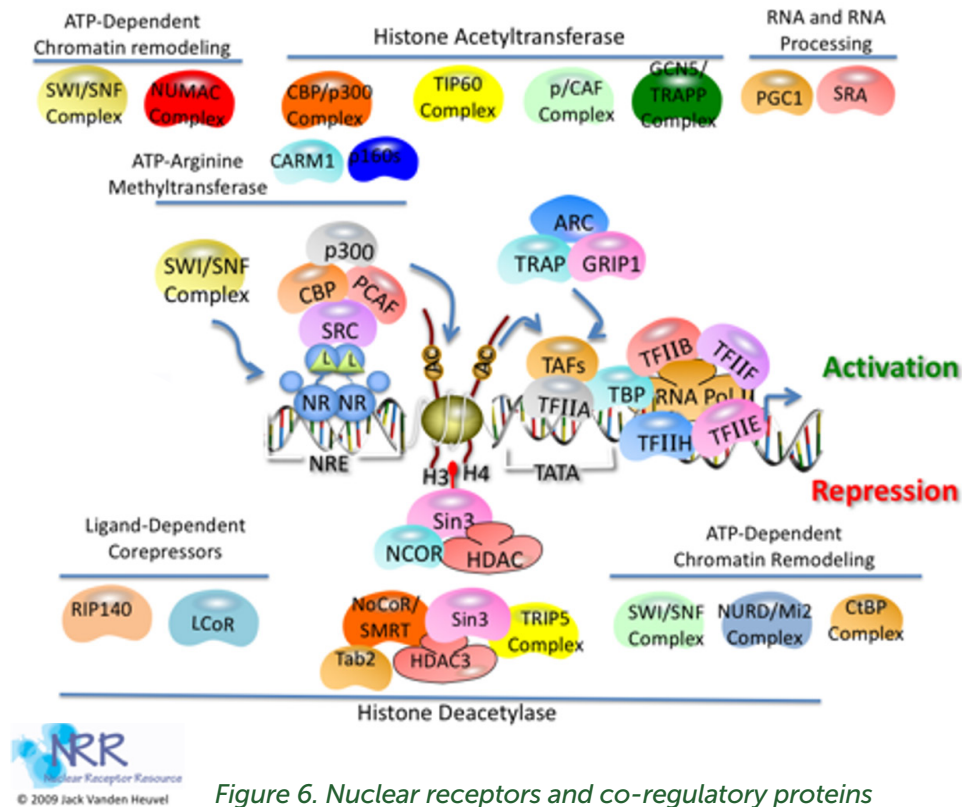 ATP-Dependent
Chromatin remodeling
Histone Acetyltransferase
RNA and RNA
Processing
SWI/SNF
Complex
NUMAC
Complex
CBP/p300
Complex
TIP60
Complex
p/CAF
Complex
GCN5/
TRAPP
Complex
PGC1
SRA
ATP-Arginine
Methyltransferase
CARM1
p160s
SWI/SNF
Complex
p300
CBP
PCAF
SRC
L
L
NR
NR
NRE
AC
AC
H3
H4
ARC
TRAP
GRIP1
TAFs
TFIIA
TBP
TFIIB
TFIIF
RNA Pol II
TFIIH
TFIIE
TATA
Activation
Repression
Sin3
NCOR
HDAC
Ligand-Dependent
Corepressors
RIP140
LCoR
NoCoR/
SMRT
Sin3
TRIP5
Complex
Tab2
HDAC3
ATP-Dependent
Chromatin Remodeling
SWI/SNF
Complex
NURD/Mi2
Complex
CtBP
Complex
Histone Deacetylase
NRR
Nuclear Receptor Resource
© 2009 Jack Vanden Heuvel
Figure 6. Nuclear receptors and co-regulatory proteins